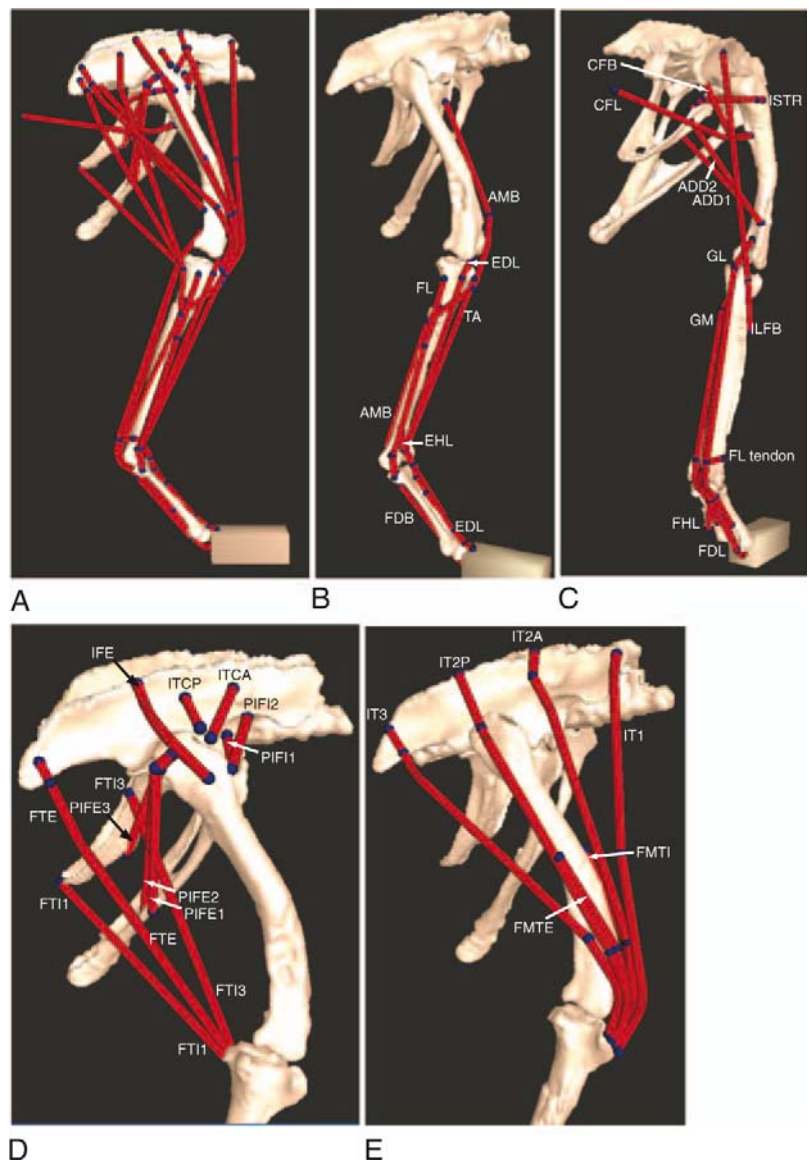 AMB
EDL
FL
TA
AMB
EHL
FDB
EDL
CFB
CFL
ISTR
ADD2
ADD1
GL
GM
ILFB
FL tendon
FHL
FDL
A
B
C
IFE
ITCP
ITCA
PIFI2
PIFI1
FTI3
FTE
PIFE3
PIFE2
PIFE1
FTI1
FTE
FTI3
FTI1
IT2A
IT2P
IT3
IT1
FMTI
FMTE
D
E